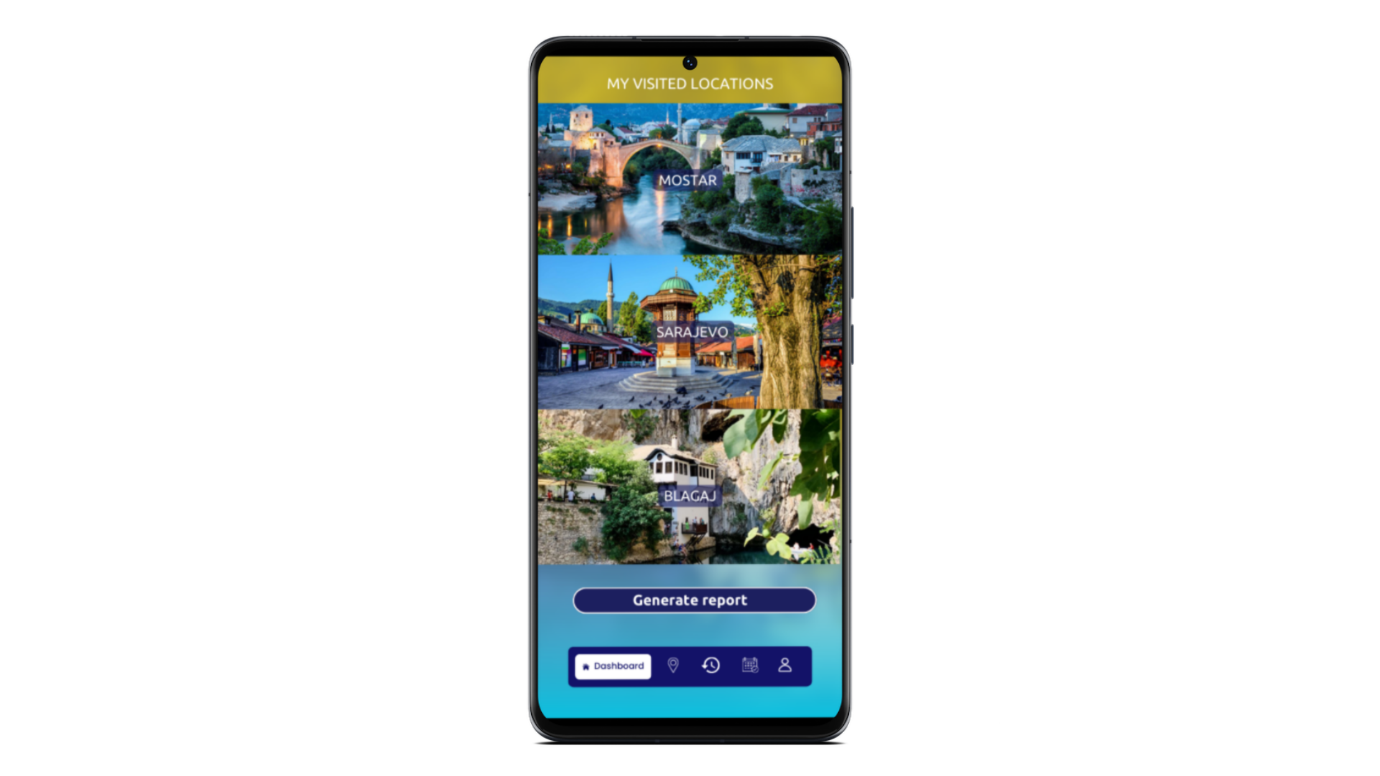 MY VISITED LOCATIONS
MOSTAR
SARAJEVO
BLAGAJ
Generate report
Dashboard